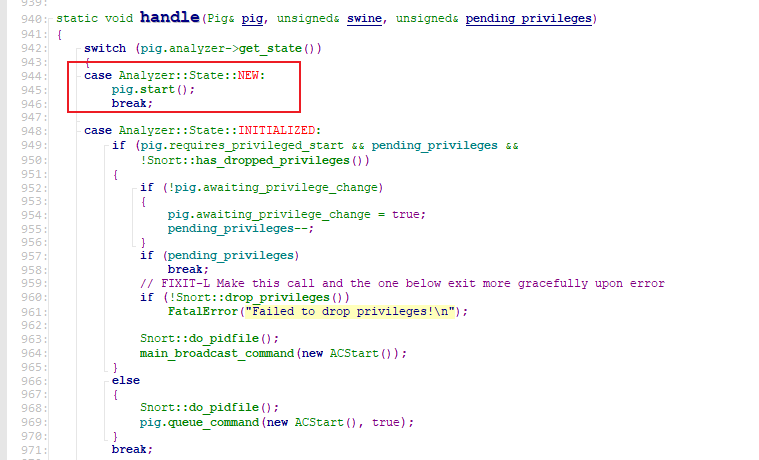 939:
940: static void handle(Pig& pig, unsigned& swine, unsigned& pending_privileges)
941: {
942: switch (pig.analyzer->get_state())
943: {
944: case Analyzer::State::NEW:
945: pig.start();
946: break;
947:
948: case Analyzer::State::INITIALIZED:
949: if (pig.requires_privileged_start && pending_privileges &&
950: !Snort::has_dropped_privileges())
951: {
952: if (!pig.awaiting_privilege_change)
953: {
954: pig.awaiting_privilege_change = true;
955: pending_privileges--;
956: }
957: if (pending_privileges)
958: break;
959: // FIXIT-L Make this call and the one below exit more gracefully upon error
960: if (!Snort::drop_privileges())
961: FatalError("Failed to drop privileges!\n");
962:
963: Snort::do_pidfile();
964: main_broadcast_command(new ACStart());
965: }
966: else
967: {
968: Snort::do_pidfile();
969: pig.queue_command(new ACStart(), true);
970: }
971: break;